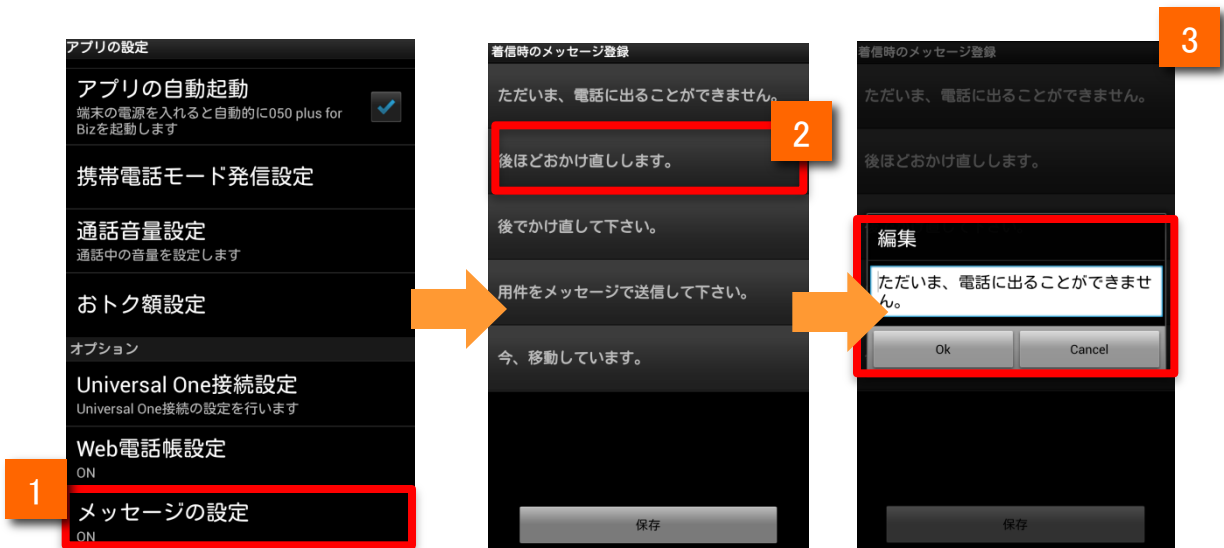 アプリの設定
アプリの自動起動
端末の電源を入れると自動的に050 plus for
Bizを起動します
携帯電話モード発信設定
通話音量設定
通話中の音量を設定します
おトク額設定
オプション
Universal One接続設定
Universal One接続の設定を行います
Web電話帳設定
ON
1
メッセージの設定
ON
着信時のメッセージ登録
ただいま、電話に出ることができません。
2
後ほどおかけ直しします。
後でかけ直して下さい。
用件をメッセージで送信して下さい。
今、移動しています。
保存
3
着信時のメッセージ登録
ただいま、電話に出ることができません。
後ほどおかけ直しします。
編集
ただいま、電話に出ることができませ
ん。
Ok
Cancel
保存